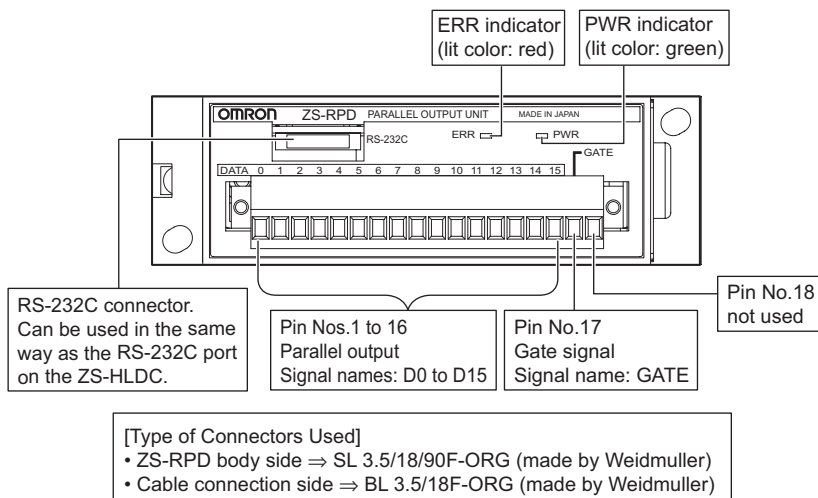 ERR indicator
(lit color: red)
PWR indicator
(lit color: green)
OMRON ZS-RPD PARALLEL OUTPUT UNIT MADE IN JAPAN
RS-232C ERR PWR
GATE
DATA 0 1 2 3 4 5 6 7 8 9 10 11 12 13 14 15
RS-232C connector.
Can be used in the same
way as the RS-232C port
on the ZS-HLDC.
Pin Nos.1 to 16
Parallel output
Signal names: D0 to D15
Pin No.17
Gate signal
Signal name: GATE
Pin No.18
not used
[Type of Connectors Used]
• ZS-RPD body side ⇒ SL 3.5/18/90F-ORG (made by Weidmuller)
• Cable connection side ⇒ BL 3.5/18F-ORG (made by Weidmuller)